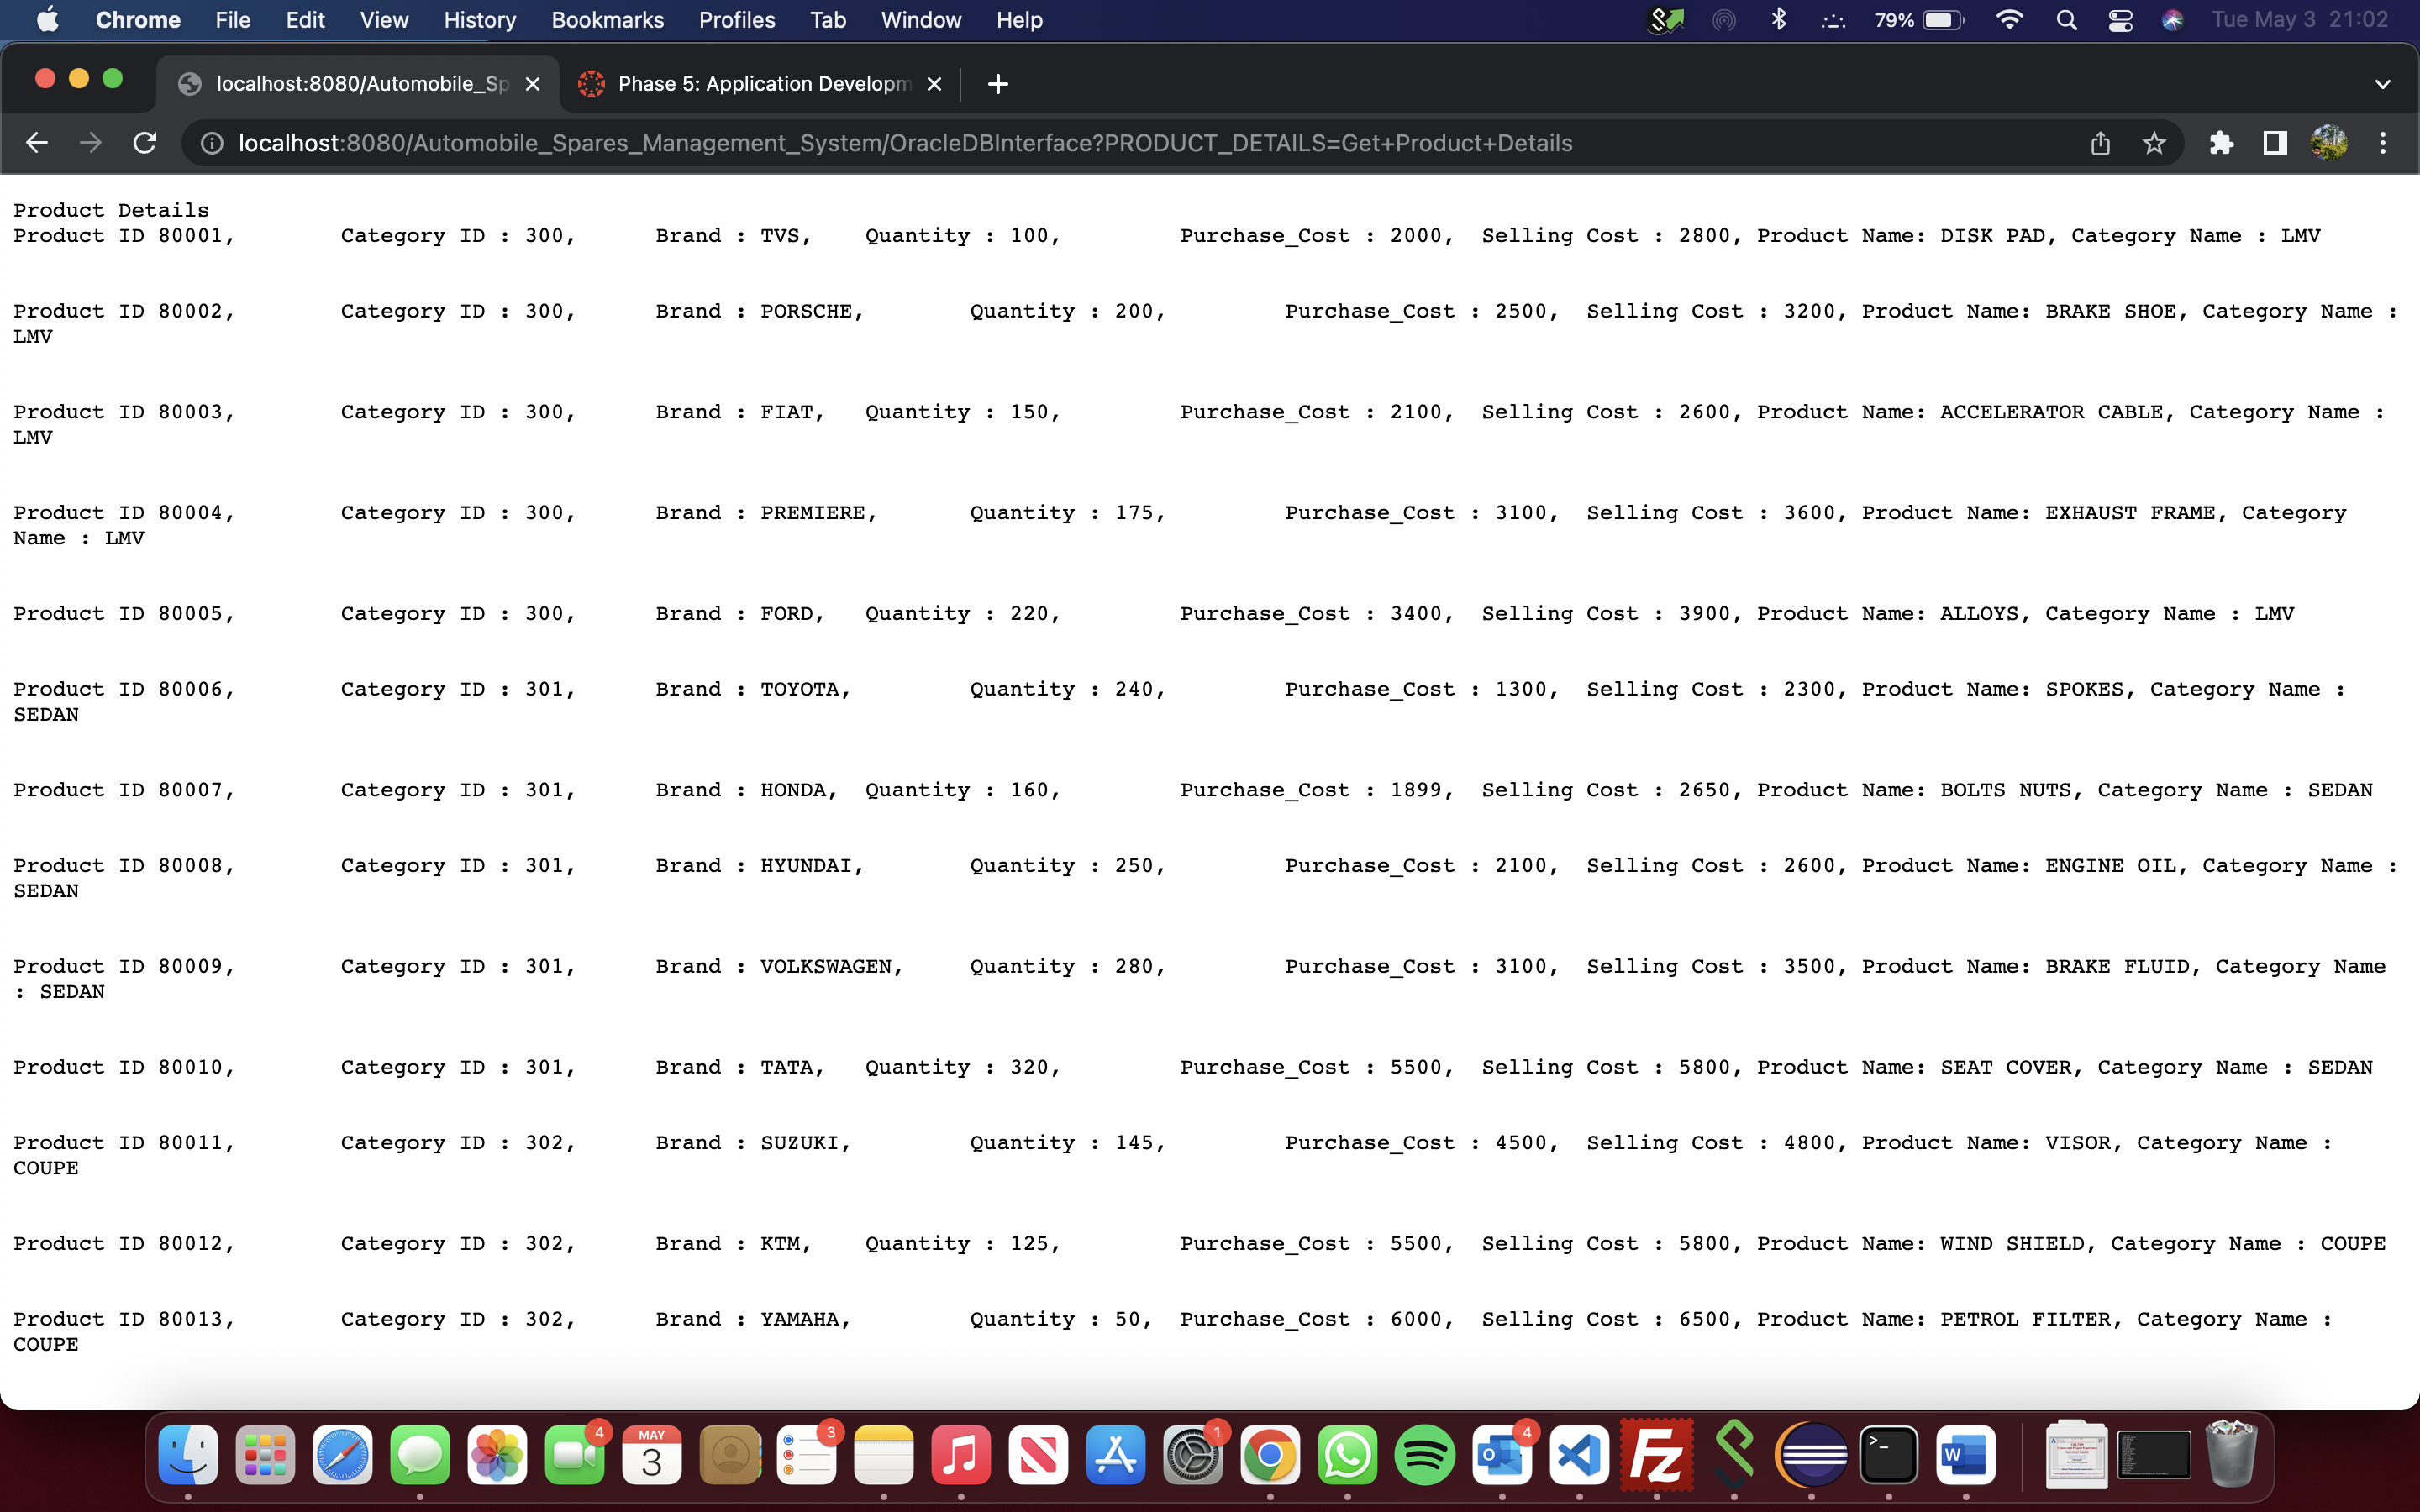 Chrome File Edit View History Bookmarks Profiles Tab Window Help 79% Tue May 3 21:02
localhost:8080/Automobile_Sp Phase 5: Application Developm
localhost:8080/Automobile_Spares_Management_System/OracleDBInterface?PRODUCT_DETAILS=Get+Product+Details
Product Details
Product ID 80001, Category ID : 300, Brand : TVS, Quantity : 100, Purchase_Cost : 2000, Selling Cost : 2800, Product Name: DISK PAD, Category Name : LMV
Product ID 80002, Category ID : 300, Brand : PORSCHE, Quantity : 200, Purchase_Cost : 2500, Selling Cost : 3200, Product Name: BRAKE SHOE, Category Name :
LMV
Product ID 80003, Category ID : 300, Brand : FIAT, Quantity : 150, Purchase_Cost : 2100, Selling Cost : 2600, Product Name: ACCELERATOR CABLE, Category Name :
LMV
Product ID 80004, Category ID : 300, Brand : PREMIERE, Quantity : 175, Purchase_Cost : 3100, Selling Cost : 3600, Product Name: EXHAUST FRAME, Category
Name : LMV
Product ID 80005, Category ID : 300, Brand : FORD, Quantity : 220, Purchase_Cost : 3400, Selling Cost : 3900, Product Name: ALLOYS, Category Name : LMV
Product ID 80006, Category ID : 301, Brand : TOYOTA, Quantity : 240, Purchase_Cost : 1300, Selling Cost : 2300, Product Name: SPOKES, Category Name :
SEDAN
Product ID 80007, Category ID : 301, Brand : HONDA, Quantity : 160, Purchase_Cost : 1899, Selling Cost : 2650, Product Name: BOLTS NUTS, Category Name : SEDAN
Product ID 80008, Category ID : 301, Brand : HYUNDAI, Quantity : 250, Purchase_Cost : 2100, Selling Cost : 2600, Product Name: ENGINE OIL, Category Name :
SEDAN
Product ID 80009, Category ID : 301, Brand : VOLKSWAGEN, Quantity : 280, Purchase_Cost : 3100, Selling Cost : 3500, Product Name: BRAKE FLUID, Category Name
: SEDAN
Product ID 80010, Category ID : 301, Brand : TATA, Quantity : 320, Purchase_Cost : 5500, Selling Cost : 5800, Product Name: SEAT COVER, Category Name : SEDAN
Product ID 80011, Category ID : 302, Brand : SUZUKI, Quantity : 145, Purchase_Cost : 4500, Selling Cost : 4800, Product Name: VISOR, Category Name :
COUPE
Product ID 80012, Category ID : 302, Brand : KTM, Quantity : 125, Purchase_Cost : 5500, Selling Cost : 5800, Product Name: WIND SHIELD, Category Name : COUPE
Product ID 80013, Category ID : 302, Brand : YAMAHA, Quantity : 50, Purchase_Cost : 6000, Selling Cost : 6500, Product Name: PETROL FILTER, Category Name :
COUPE
4 MAY 3 3 1 4